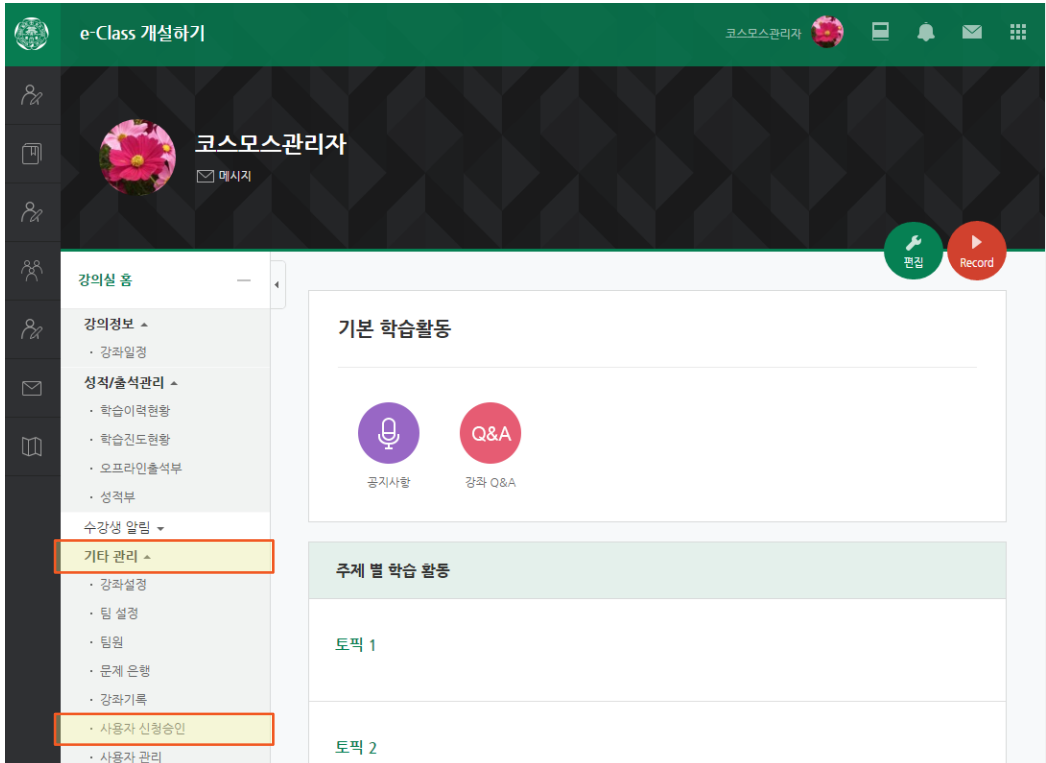 e-Class 개설하기
코스모스관리자
코스모스관리자
메시지
편집
Record
강의실 홈
강의정보
강좌일정
성적/출석관리
학습이력현황
학습진도현황
오프라인출석부
성적부
수강생 알림
기타 관리
강좌설정
팀 설정
팀원
문제 은행
강좌기록
사용자 신청승인
사용자 관리
기본 학습활동
Q&A
공지사항
강좌 Q&A
주제 별 학습 활동
토픽 1
토픽 2